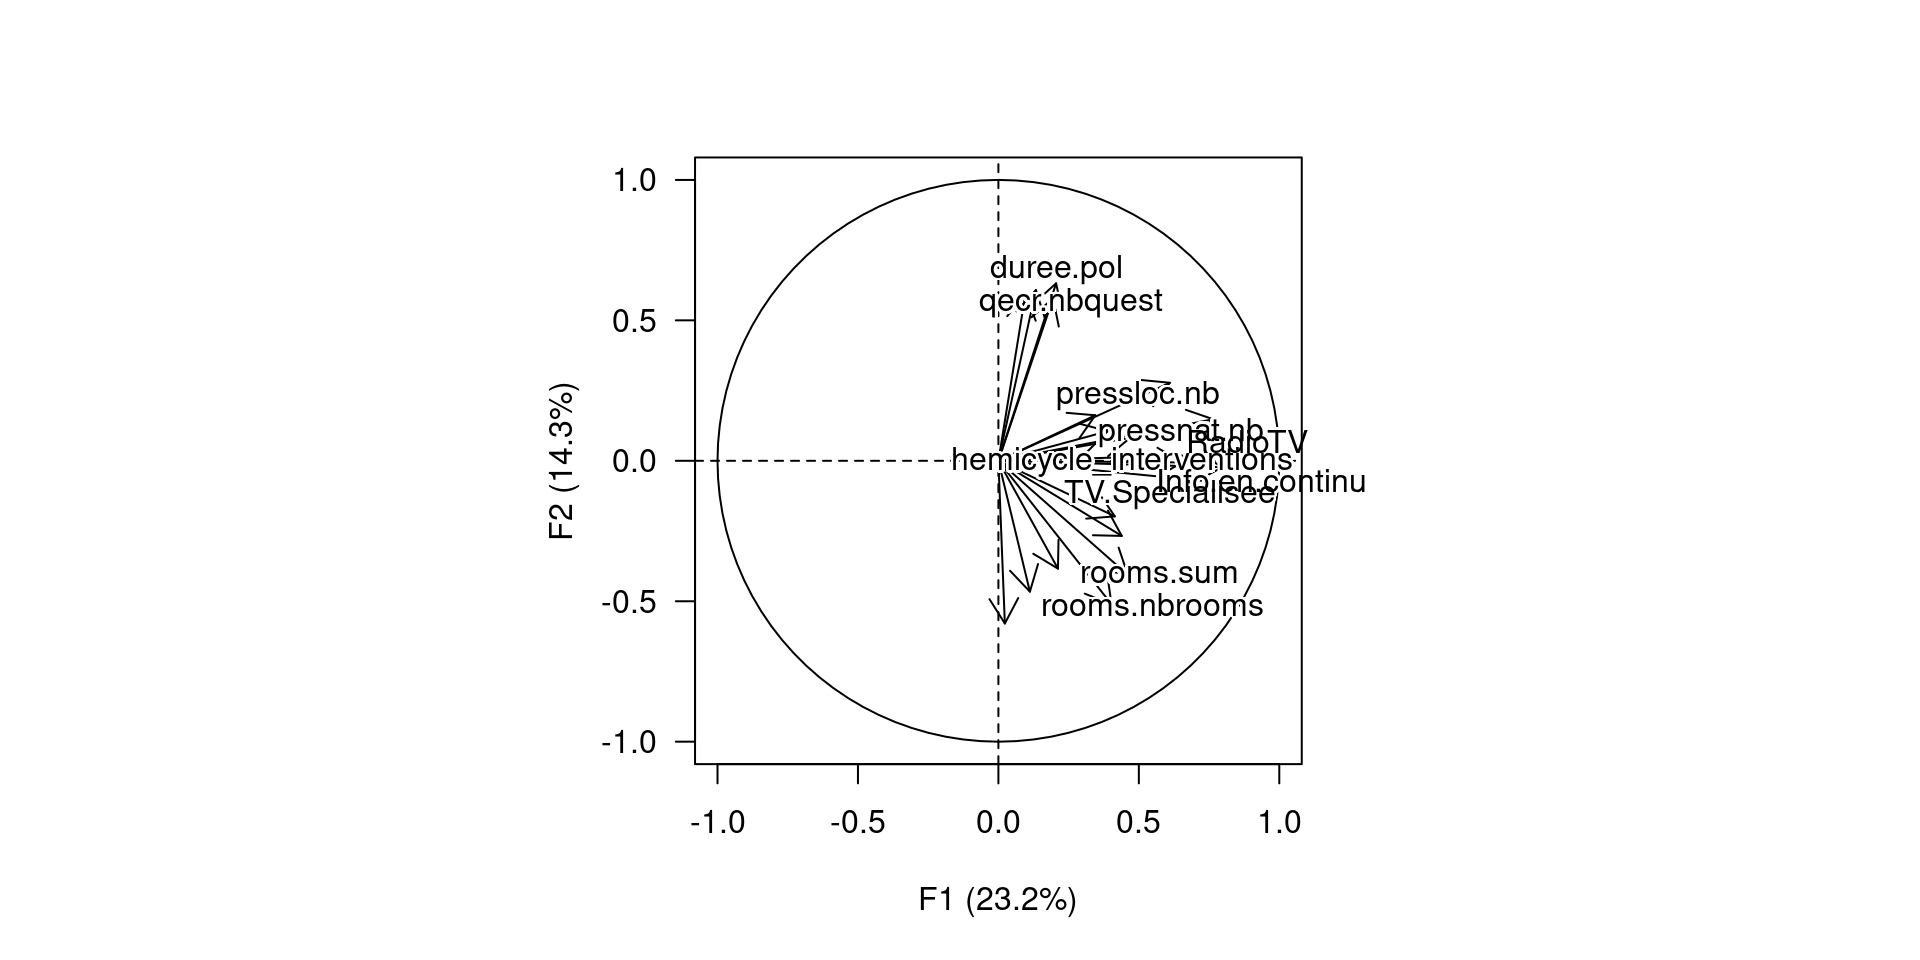 1.0
duree.pol
qecr.nbquest
0.5
pressloc.nb
pressnat.nb
RadioTV
0.0
hemicycle_interventions
Info.en.continu
TV.Specialisee
F2 (14.3%)
rooms.sum
-0.5
rooms.nbrooms
-1.0
-1.0 -0.5 0.0 0.5 1.0
F1 (23.2%)